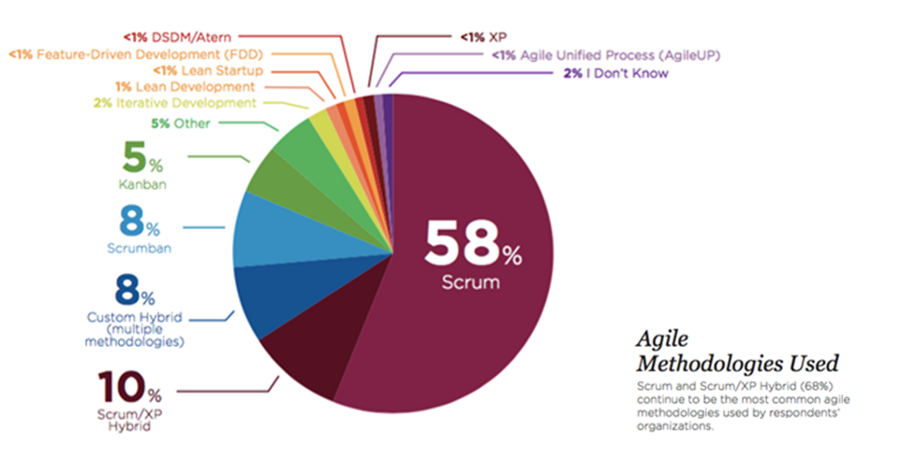 <1% DSDM/Atern
<1% XP
<1% Feature-Driven Development (FDD)
<1% Agile Unified Process (AgileUP)
<1% Lean Startup
2% I Don't Know
1% Lean Development
2% Iterative Development
5% Other
5%
Kanban
8%
Scrumban
58%
Scrum
8%
Custom Hybrid
(multiple
methodologies)
10%
Scrum/XP
Hybrid
Agile
Methodologies Used
Scrum and Scrum/XP Hybrid (68%)
continue to be the most common agile
methodologies used by respondents'
organizations.